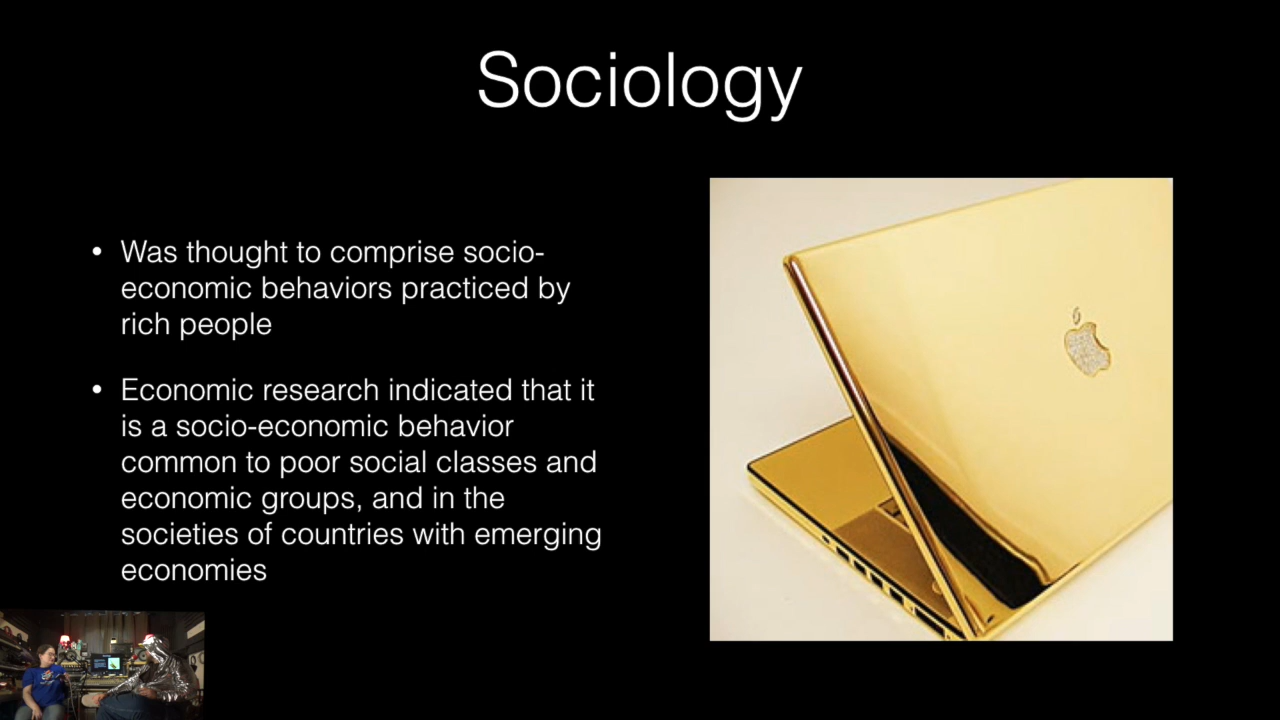 Sociology
• Was thought to comprise socio-
economic behaviors practiced by
rich people
• Economic research indicated that it
is a socio-economic behavior
common to poor social classes and
economic groups, and in the
societies of countries with emerging
economies